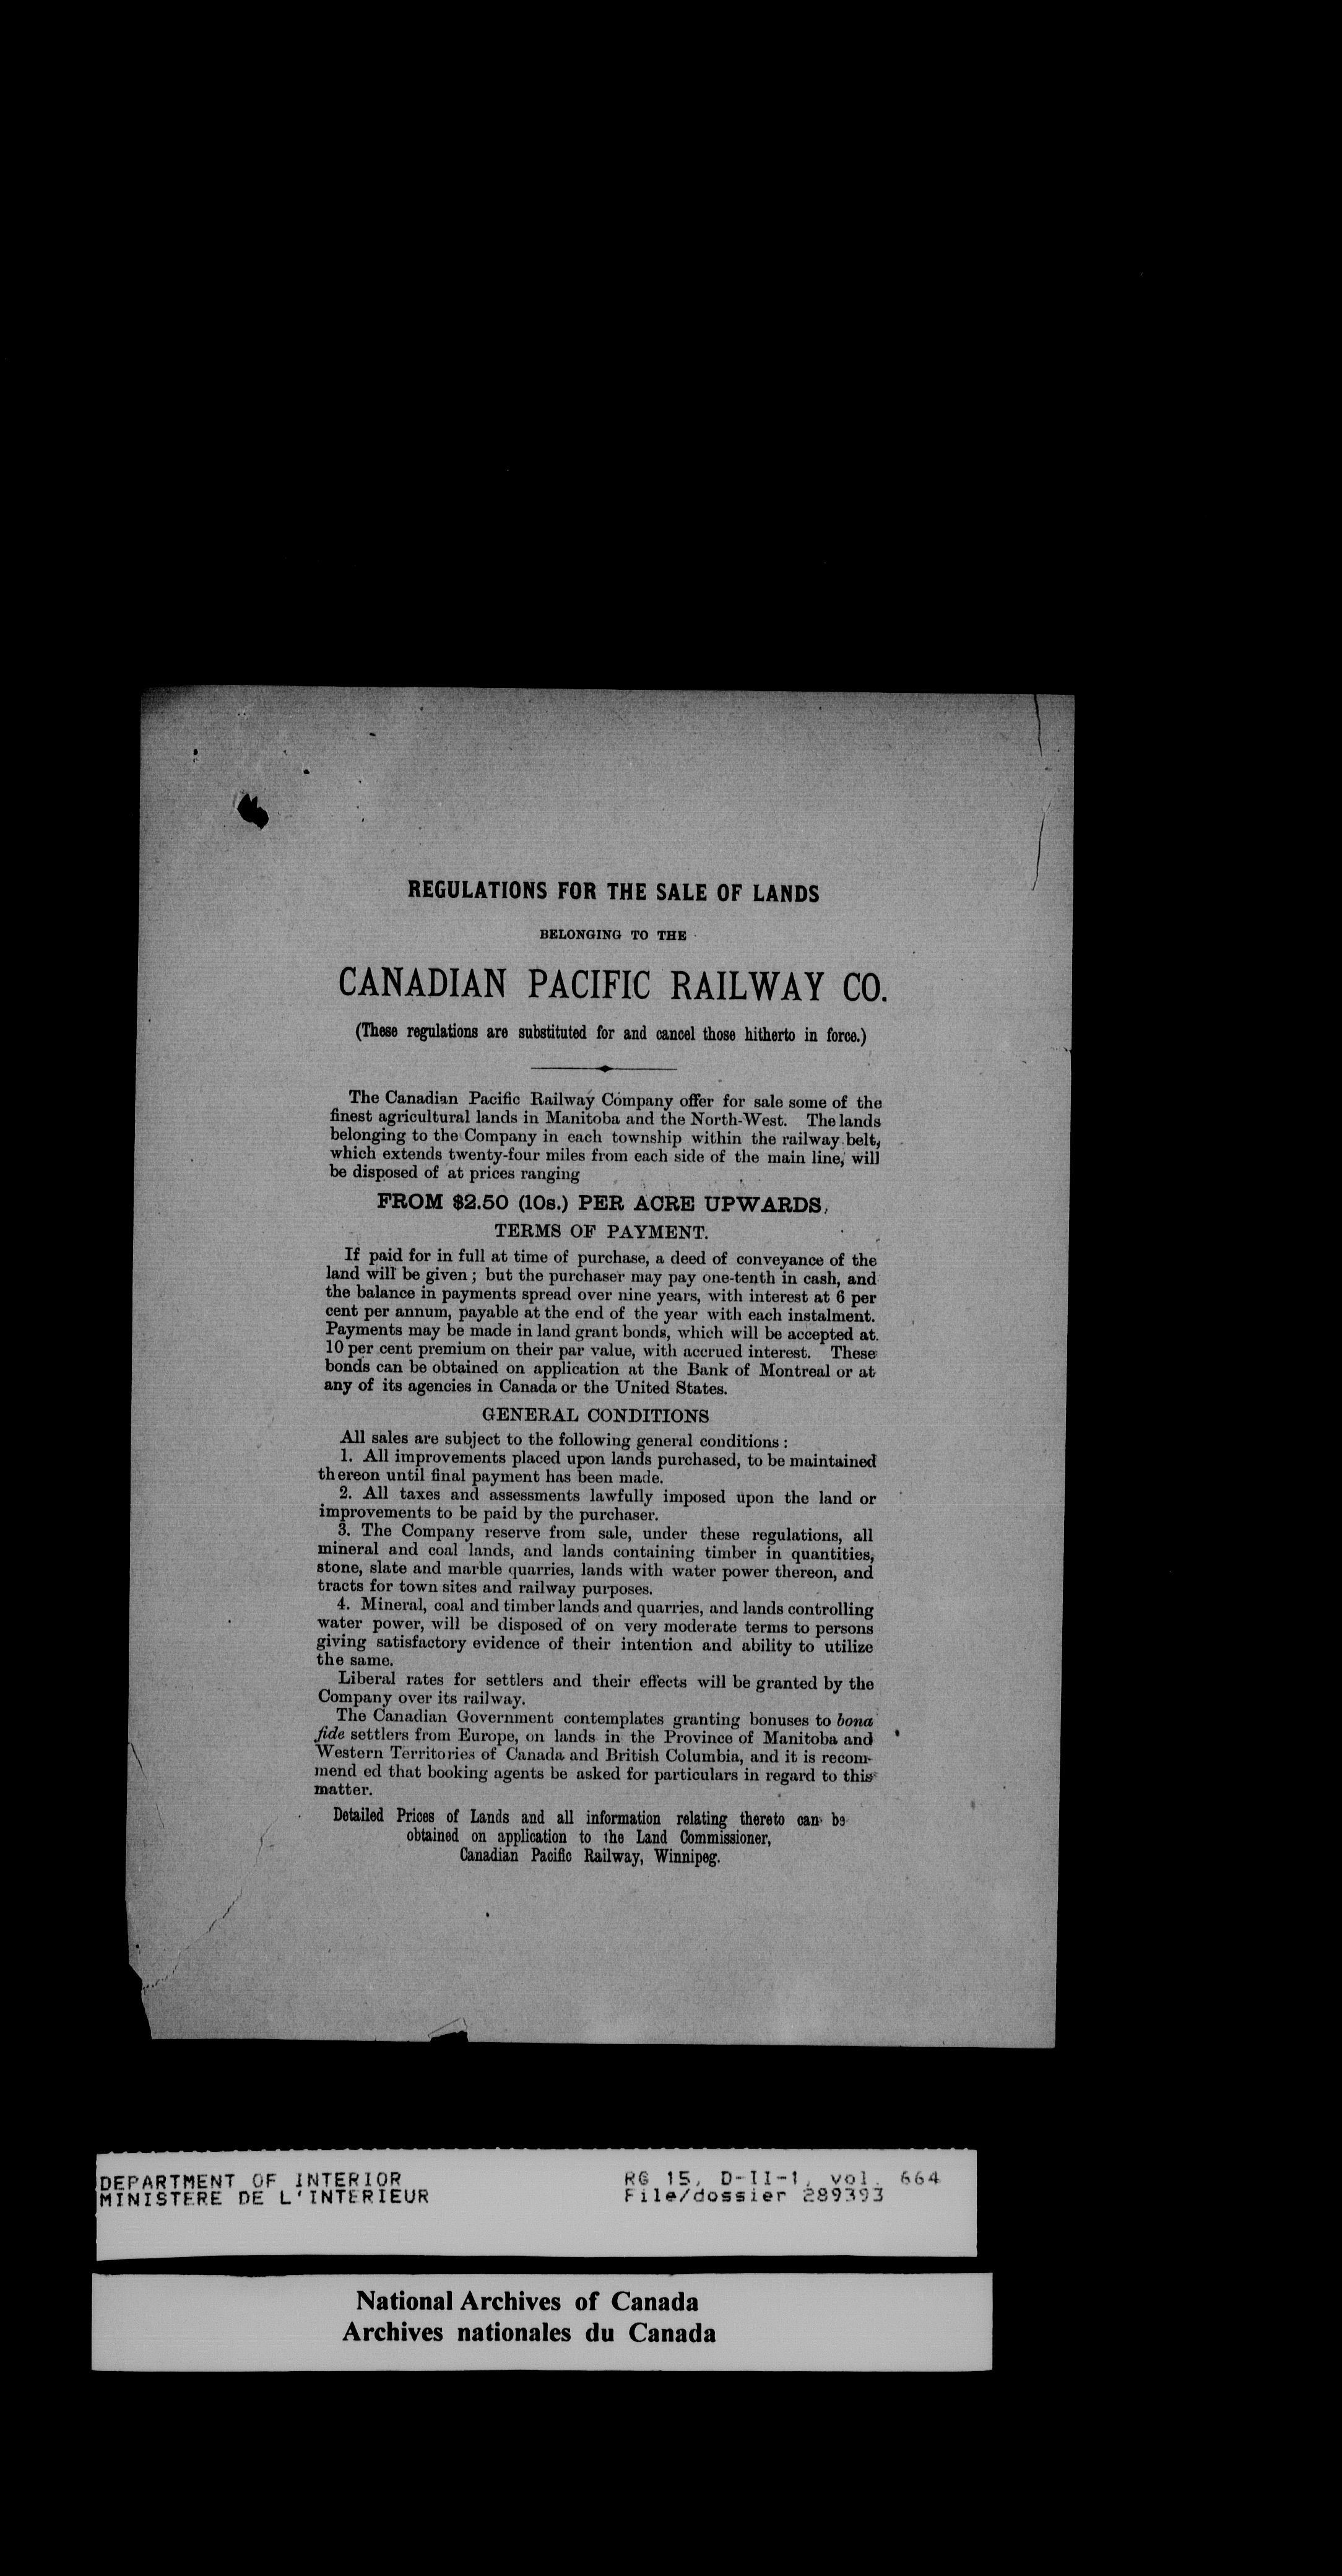 REGULATIONS FOR THE SALE OF LANDS
BELONGING TO THE
CANADIAN PACIFIC RAILWAY CO.
(These regulations are substituted for and cancel those hitherto in force.)
The Canadian Pacific Railway Company offer for sale some of the
finest agricultural lands in Manitoba and the North-West. The lands
belonging to the Company in each township within the railway belt,
which extends twenty-four miles from each side of the main line, will
be disposed of at prices ranging
FROM $2.50 (10s.) PER ACRE UPWARDS,
TERMS OF PAYMENT.
If paid for in full at time of purchase, a deed of conveyance of the
land will be given; but the purchaser may pay one-tenth in cash, and
the balance in payments spread over nine years, with interest at 6 per
cent per annum, payable at the end of the year with each instalment.
Payments may be made in land grant bonds, which will be accepted at
10 per cent premium on their par value, with accrued interest. These
bonds can be obtained on application at the Bank of Montreal or at
any of its agencies in Canada or the United States.
GENERAL CONDITIONS
All sales are subject to the following general conditions:
1. All improvements placed upon lands purchased, to be maintained
thereon until final payment has been made.
2. All taxes and assessments lawfully imposed upon the land or
improvements to be paid by the purchaser.
3. The Company reserve from sale, under these regulations, all
mineral and coal lands, and lands containing timber in quantities,
stone, slate and marble quarries, lands with water power thereon, and
tracts for town sites and railway purposes.
4. Mineral, coal and timber lands and quarries, and lands controlling
water power, will be disposed of on very moderate terms to persons
giving satisfactory evidence of their intention and ability to utilize
the same.
Liberal rates for settlers and their effects will be granted by the
Company over its railway.
The Canadian Government contemplates granting bonuses to bona
fide settlers from Europe, on lands in the Province of Manitoba and
Western Territories of Canada and British Columbia, and it is recom-
mend ed that booking agents be asked for particulars in regard to this
matter.
Detailed Prices of Lands and all information relating thereto can be
obtained on application to the Land Commissioner,
Canadian Pacific Railway, Winnipeg.
DEPARTMENT OF INTERIOR
MINISTERE DE L'INTERIEUR
RG 15, D-II-1, vol. 664
File/dossier 289393
National Archives of Canada
Archives nationales du Canada